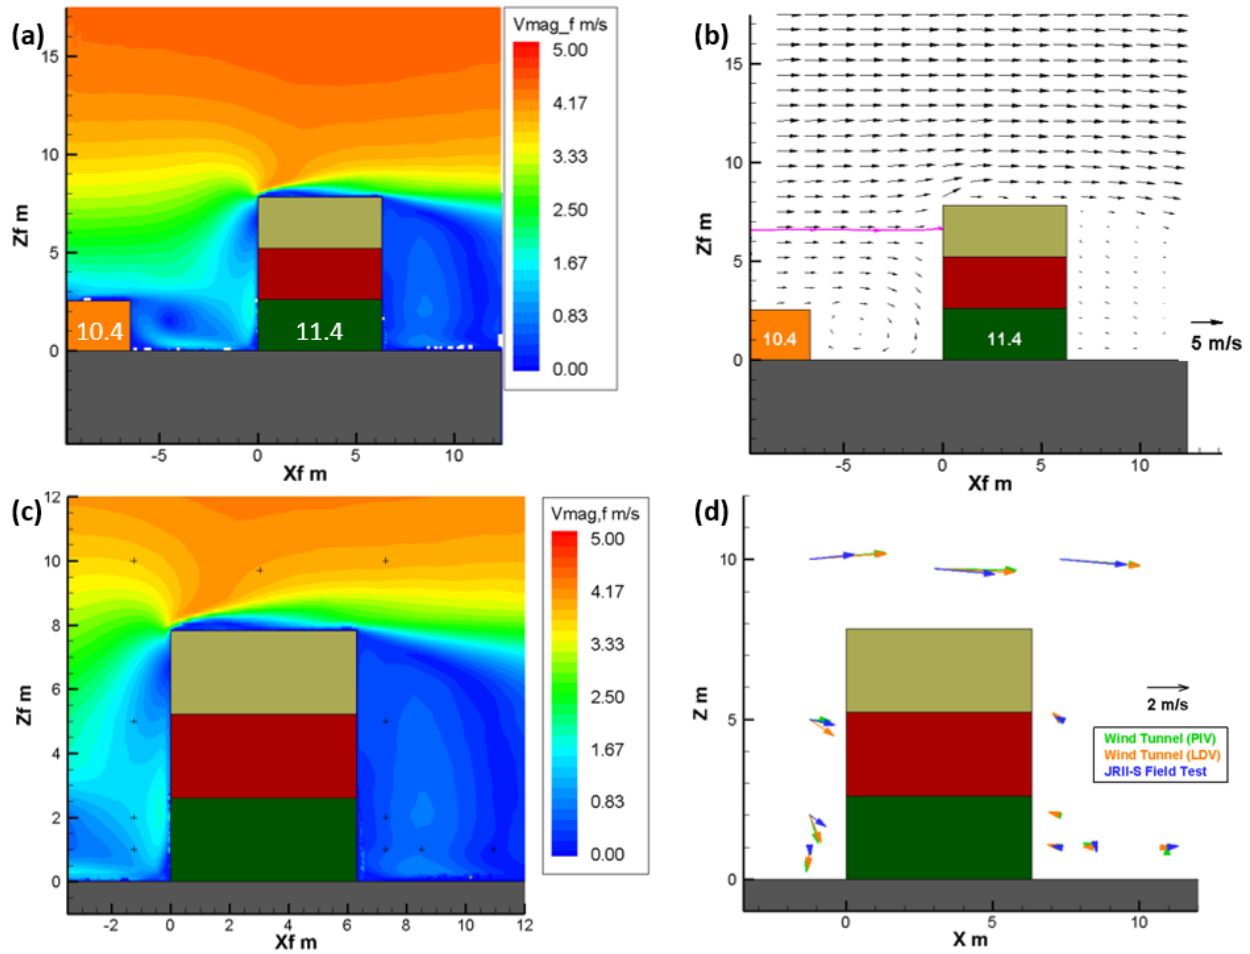 (a)
Vmag_f m/s
5.00
4.17
3.33
2.50
1.67
0.83
0.00
15
10
5
0
Zf m
10.4
11.4
-5
0
5
10
Xf m
(b)
15
10
5
0
Zf m
10.4
11.4
5 m/s
-5
0
5
10
Xf m
(c)
Vmag,f m/s
5.00
4.17
3.33
2.50
1.67
0.83
0.00
12
10
8
6
4
2
0
Zf m
-2
0
2
4
6
8
10
12
Xf m
(d)
10
5
0
Z m
2 m/s
Wind Tunnel (PIV)
Wind Tunnel (LDV)
JRII-S Field Test
0
5
10
X m